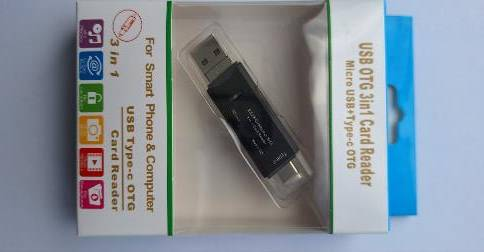 3 in 1
For Smart Phone & Computer
USB Type-c OTG
Card Reader
USB OTG 3in1 Card Reader
Micro USB+Type-c OTG